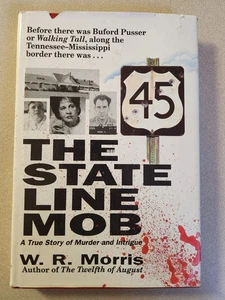 Before there was Buford Pusser
or Walking Tall, along the
Tennessee–Mississippi
border there was . . .
45
THE
STATE
LINE
MOB
A True Story of Murder and Intrigue
W. R. Morris
Author of The Twelfth of August